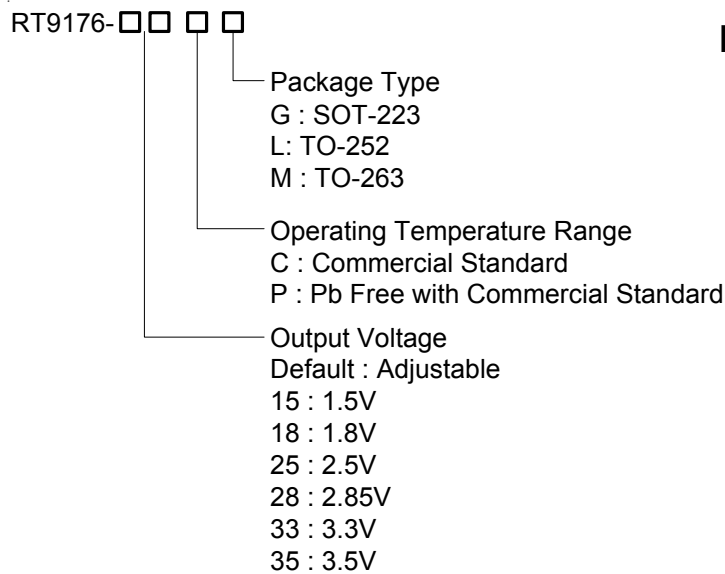 RT9176-□□ □ □
Package Type
G : SOT-223
L: TO-252
M : TO-263
Operating Temperature Range
C : Commercial Standard
P : Pb Free with Commercial Standard
Output Voltage
Default : Adjustable
15 : 1.5V
18 : 1.8V
25 : 2.5V
28 : 2.85V
33 : 3.3V
35 : 3.5V